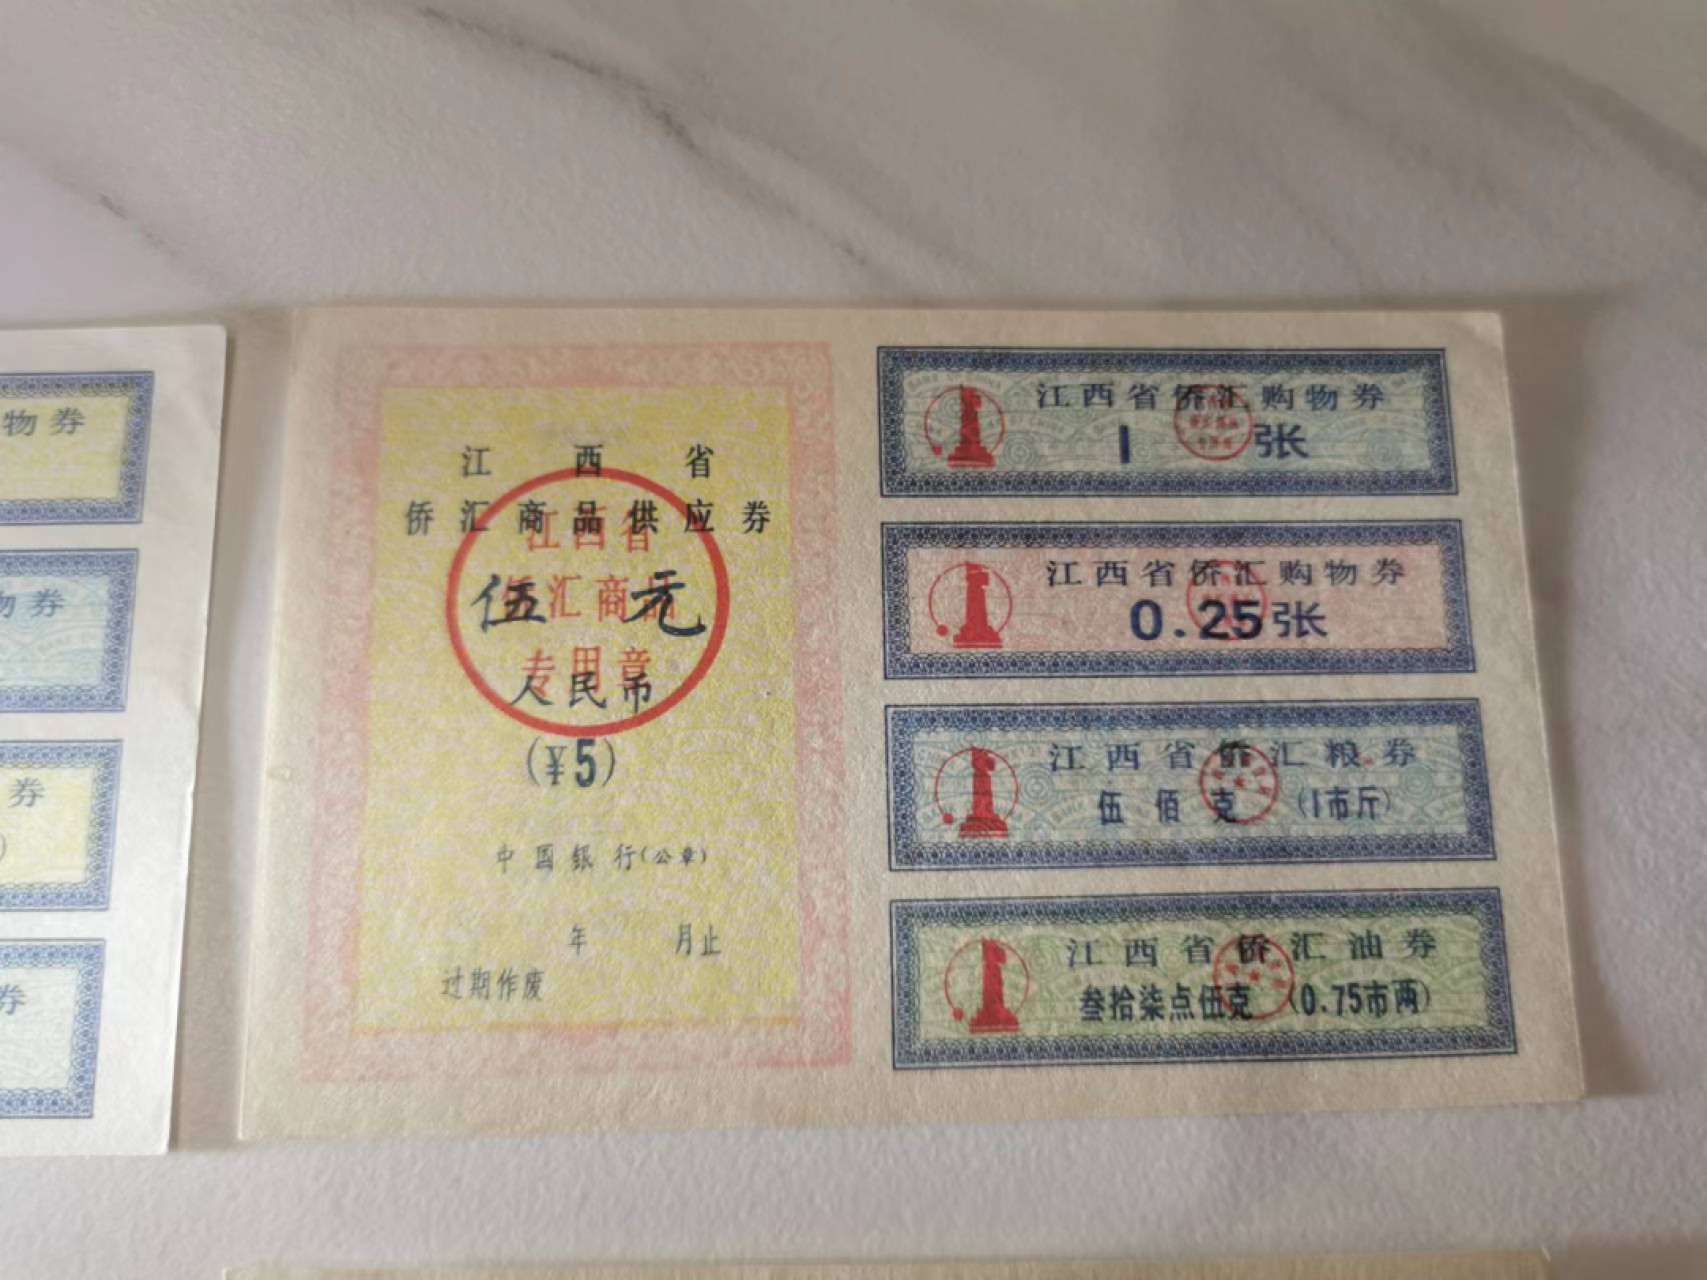 物券
物券
券
)
券
江西省
侨汇商品供应券
江西省
侨汇商品
专用章
伍元
人民币
(¥5)
中国银行(公章)
年 月止
过期作废
江西省侨汇购物券
1 张
江西省侨汇购物券
0.25张
江西省侨汇粮券
伍佰克 (1市斤)
江西省侨汇油券
叁拾柒点伍克 (0.75市两)